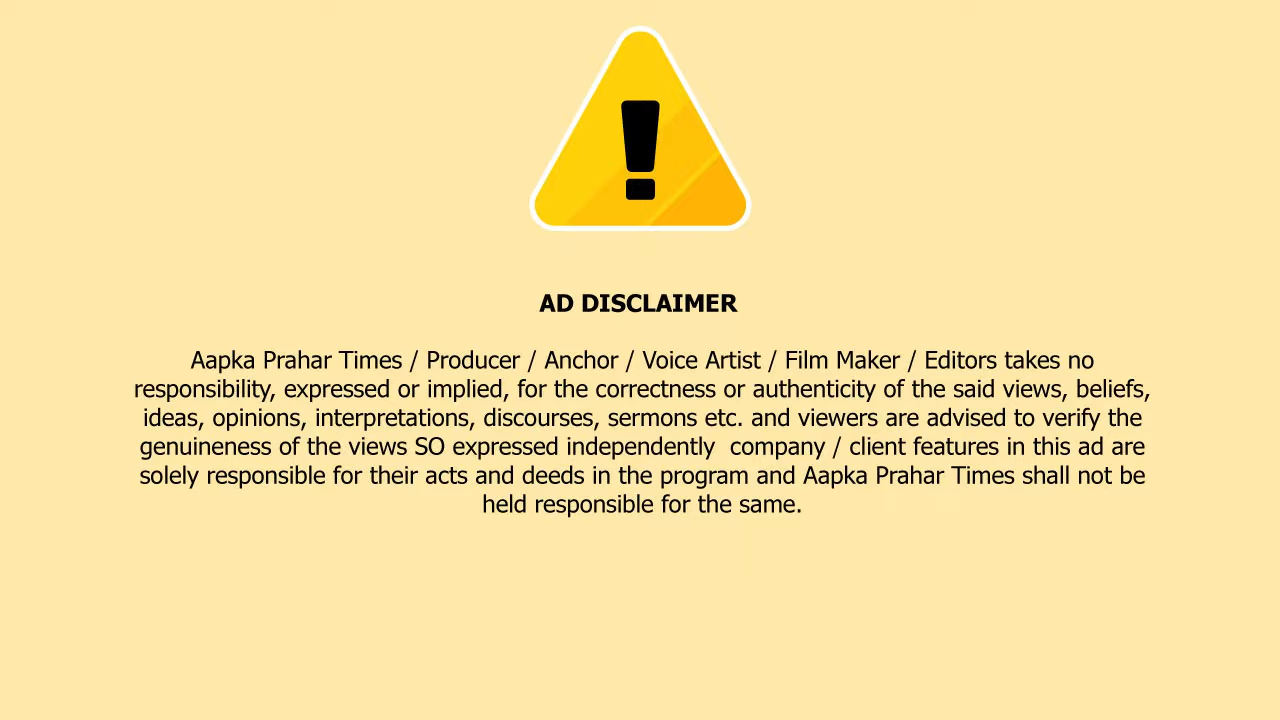 AD DISCLAIMER
Aapka Prahar Times / Producer / Anchor / Voice Artist / Film Maker / Editors takes no
responsibility, expressed or implied, for the correctness or authenticity of the said views, beliefs,
ideas, opinions, interpretations, discourses, sermons etc. and viewers are advised to verify the
genuineness of the views SO expressed independently  company / client features in this ad are
solely responsible for their acts and deeds in the program and Aapka Prahar Times shall not be
held responsible for the same.